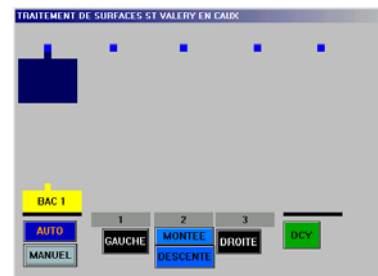 TRAITEMENT DE SURFACES ST VALERY EN CAUX
BAC 1
1 2 3
AUTO
MANUEL
GAUCHE
MONTEE
DESCENTE
DROITE
DCY